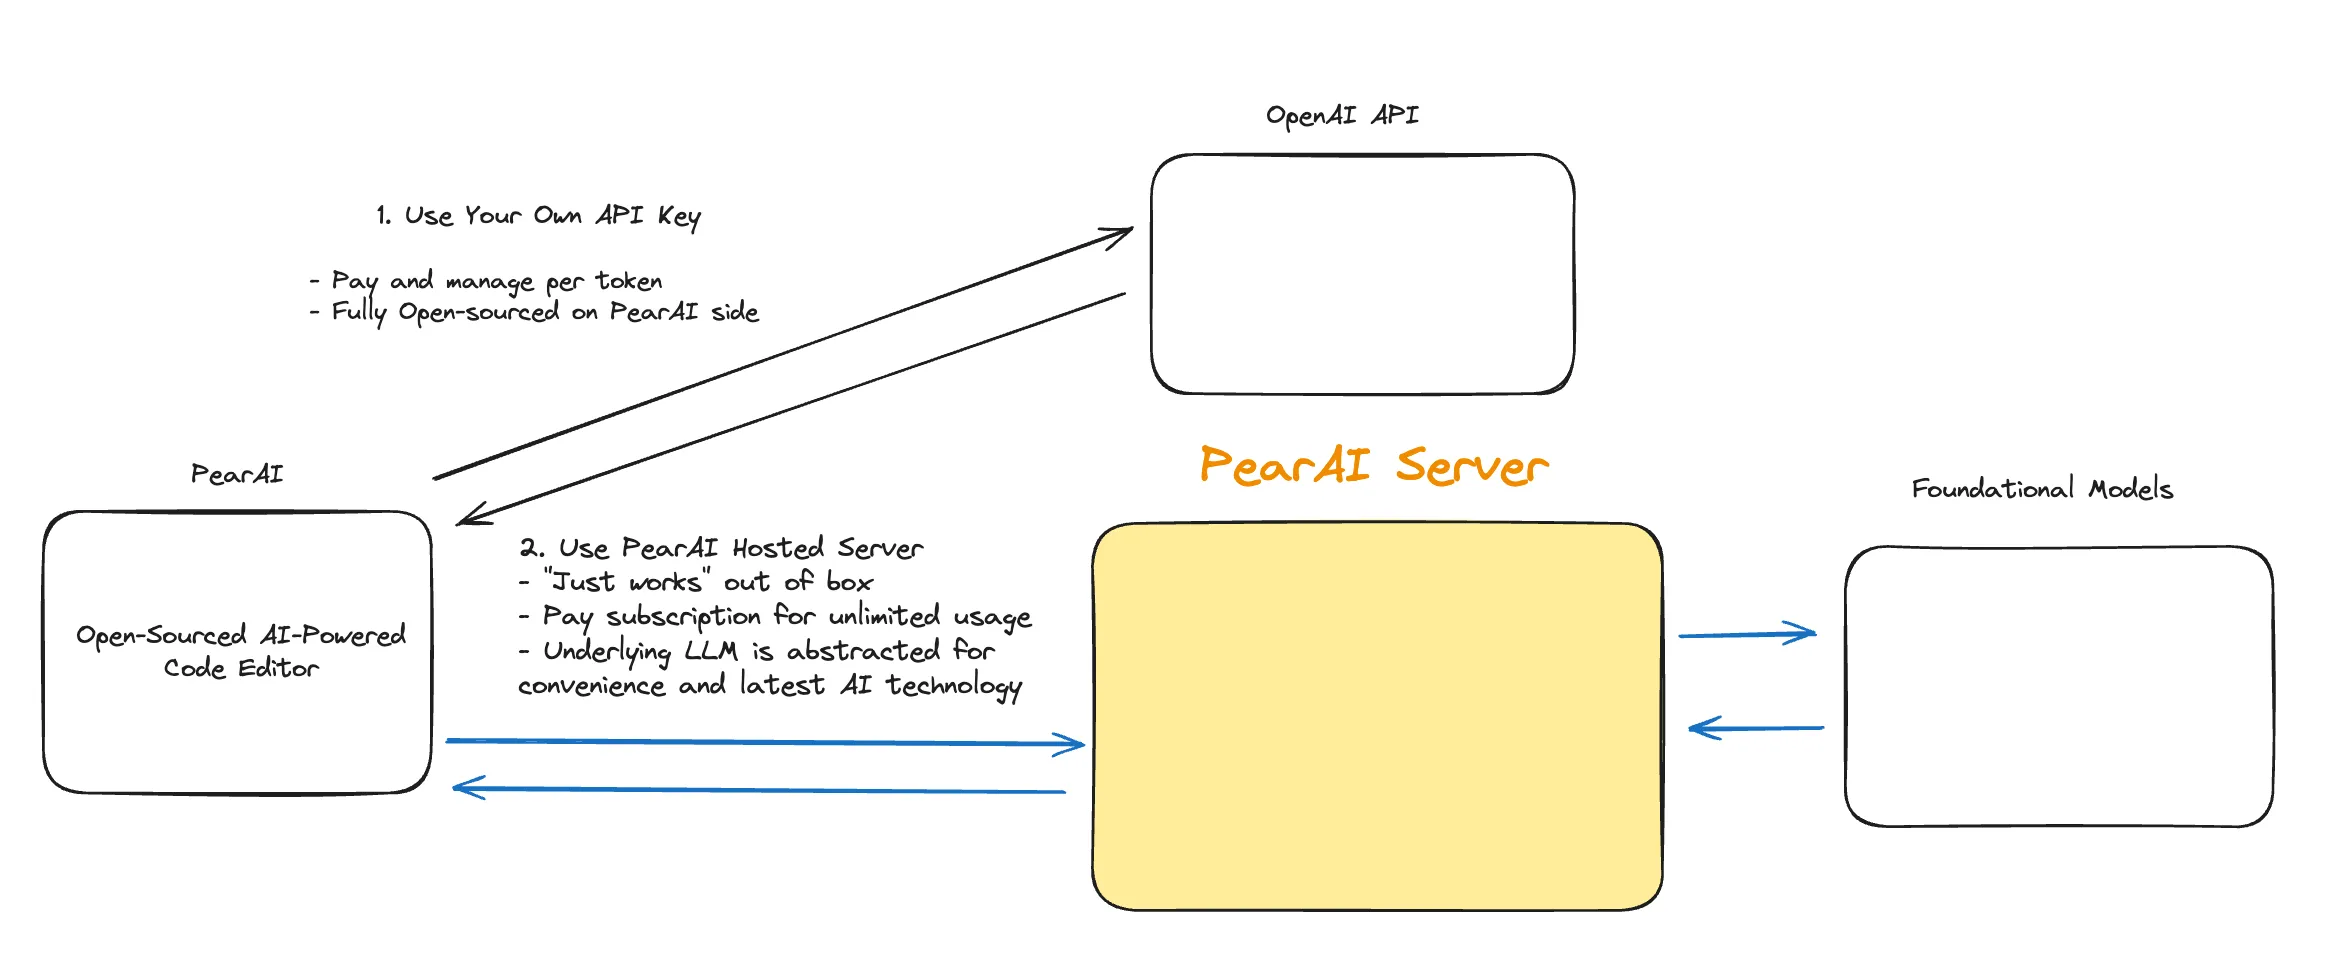 OpenAI API
1. Use Your Own API Key
- Pay and manage per token
- Fully Open-sourced on PearAI side
PearAI
Open-Sourced AI-Powered
Code Editor
2. Use PearAI Hosted Server
- "Just works" out of box
- Pay subscription for unlimited usage
- Underlying LLM is abstracted for
convenience and latest AI technology
PearAI Server
Foundational Models